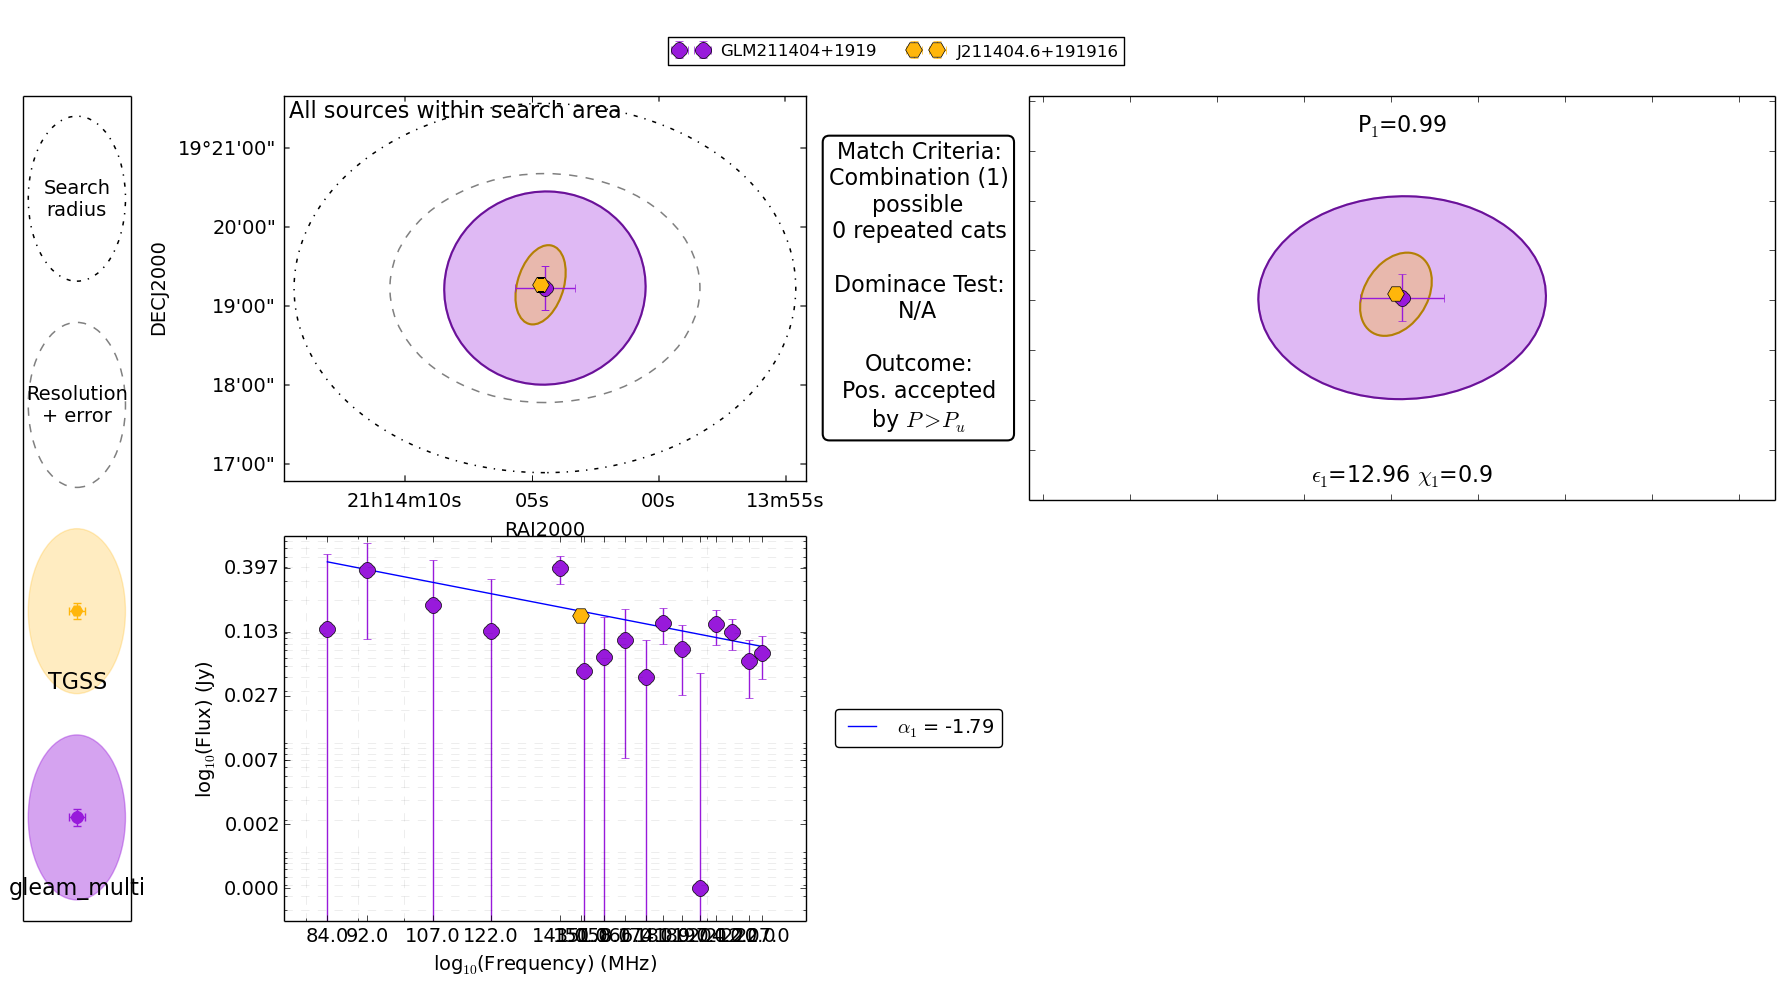 GLM211404+1919 J211404.6+191916
Search
radius
Resolution
+ error
TGSS
gleam_multi
All sources within search area
19°21'00"
20'00"
19'00"
18'00"
17'00"
DECJ2000
21h14m10s 05s 00s 13m55s
RAJ2000
Match Criteria:
Combination (1)
possible
0 repeated cats
Dominace Test:
N/A
Outcome:
Pos. accepted
by P>Pu
P1=0.99
ϵ1=12.96 χ1=0.9
0.397
0.103
0.027
0.007
0.002
0.000
log10(Flux) (Jy)
84.0 92.0 107.0 122.0
log10(Frequency) (MHz)
α1 = -1.79